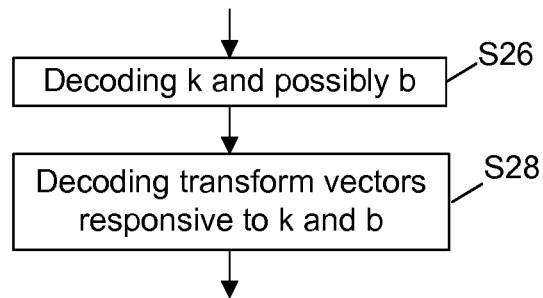 S26
Decoding k and possibly b
S28
Decoding transform vectors
responsive to k and b